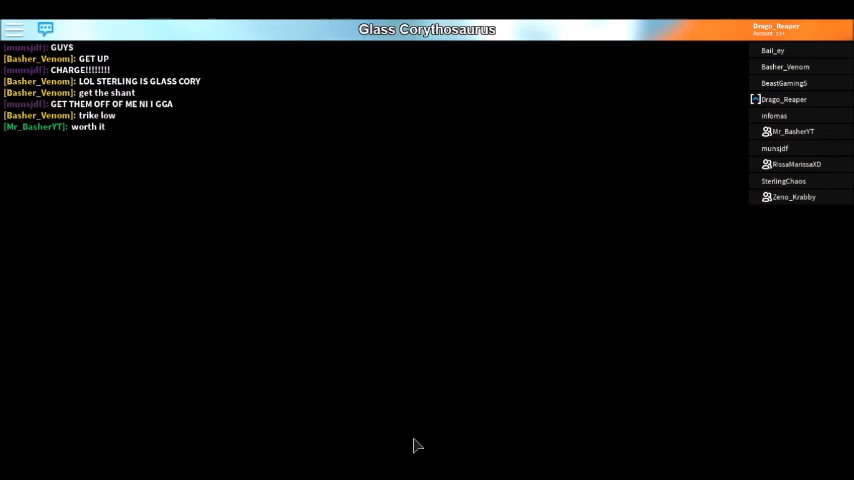 Glass Corythosaurus
Drago_Reaper
[munsjdf]: GUYS
[Basher_Venom]: GET UP
[munsjdf]: CHARGE!!!!!!!!
[Basher_Venom]: LOL STERLING IS GLASS CORY
[Basher_Venom]: get the shant
[munsjdf]: GET THEM OFF OF ME NI I GGA
[Basher_Venom]: trike low
[Mr_BasherYT]: worth it
Bail_ey
Basher_Venom
BeastGamingS
Drago_Reaper
infomas
Mr_BasherYT
munsjdf
RissaMarissaXD
SterlingChaos
Zeno_Krabby